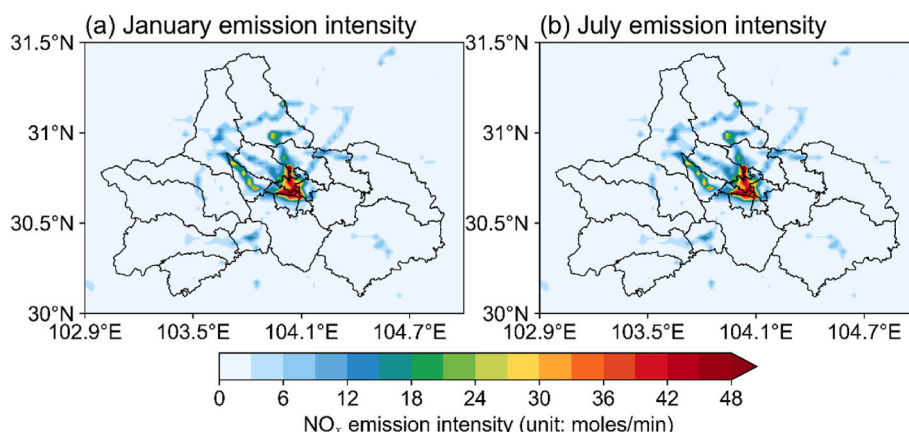 (a) January emission intensity (b) July emission intensity
31.5°N 31.5°N
31°N 31°N
30.5°N 30.5°N
30°N 30°N
102.9°E 103.5°E 104.1°E 104.7°E 102.9°E 103.5°E 104.1°E 104.7°E
0 6 12 18 24 30 36 42 48
NOₓ emission intensity (unit: moles/min)